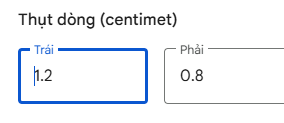 Thụt dòng (centimet)
Trái Phải
1.2 0.8